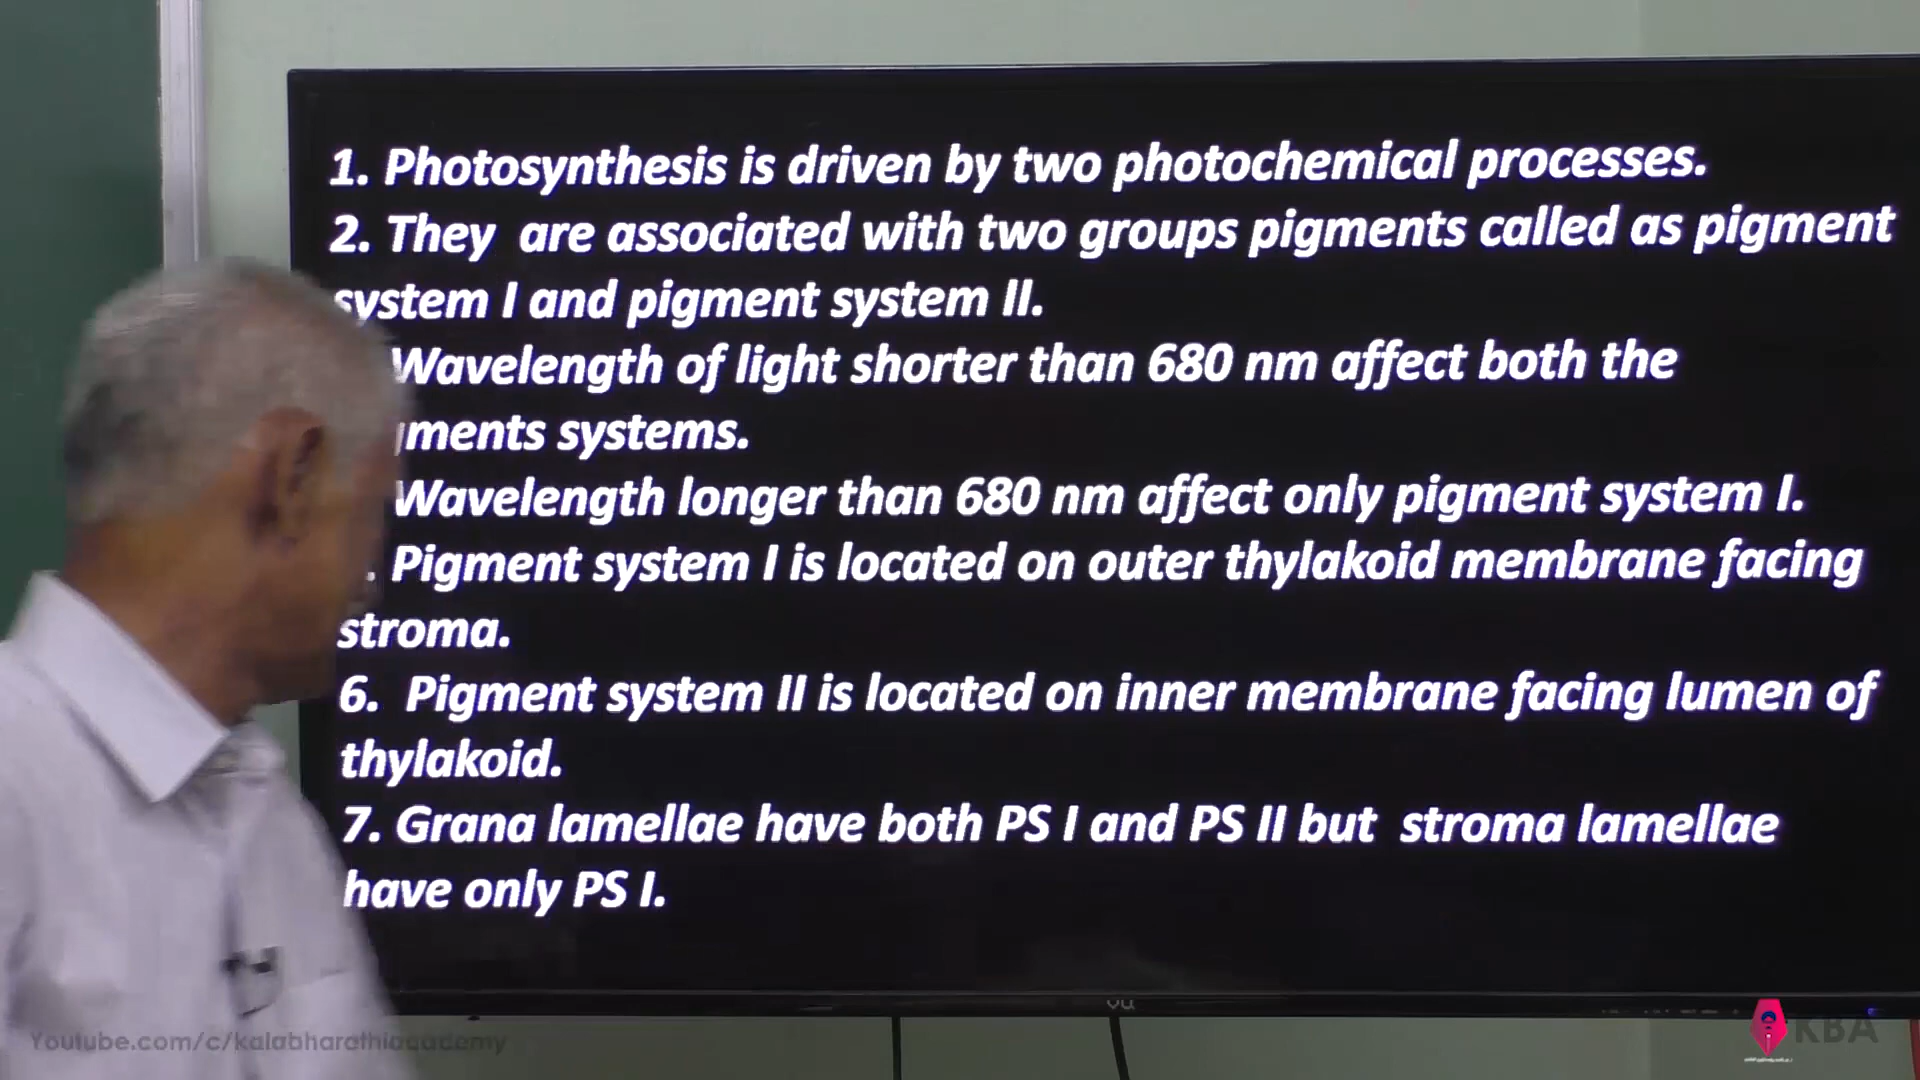 1. Photosynthesis is driven by two photochemical processes.
2. They are associated with two groups pigments called as pigment
system I and pigment system II.
Wavelength of light shorter than 680 nm affect both the
systems.
Wavelength longer than 680 nm affect only pigment system I.
. Pigment system I is located on outer thylakoid membrane facing
stroma.
6. Pigment system II is located on inner membrane facing lumen of
thylakoid.
7. Grana lamellae have both PS I and PS II but stroma lamellae
have only PS I.
Vu
Youtube.com/c/kalabharathiacademy
KBA